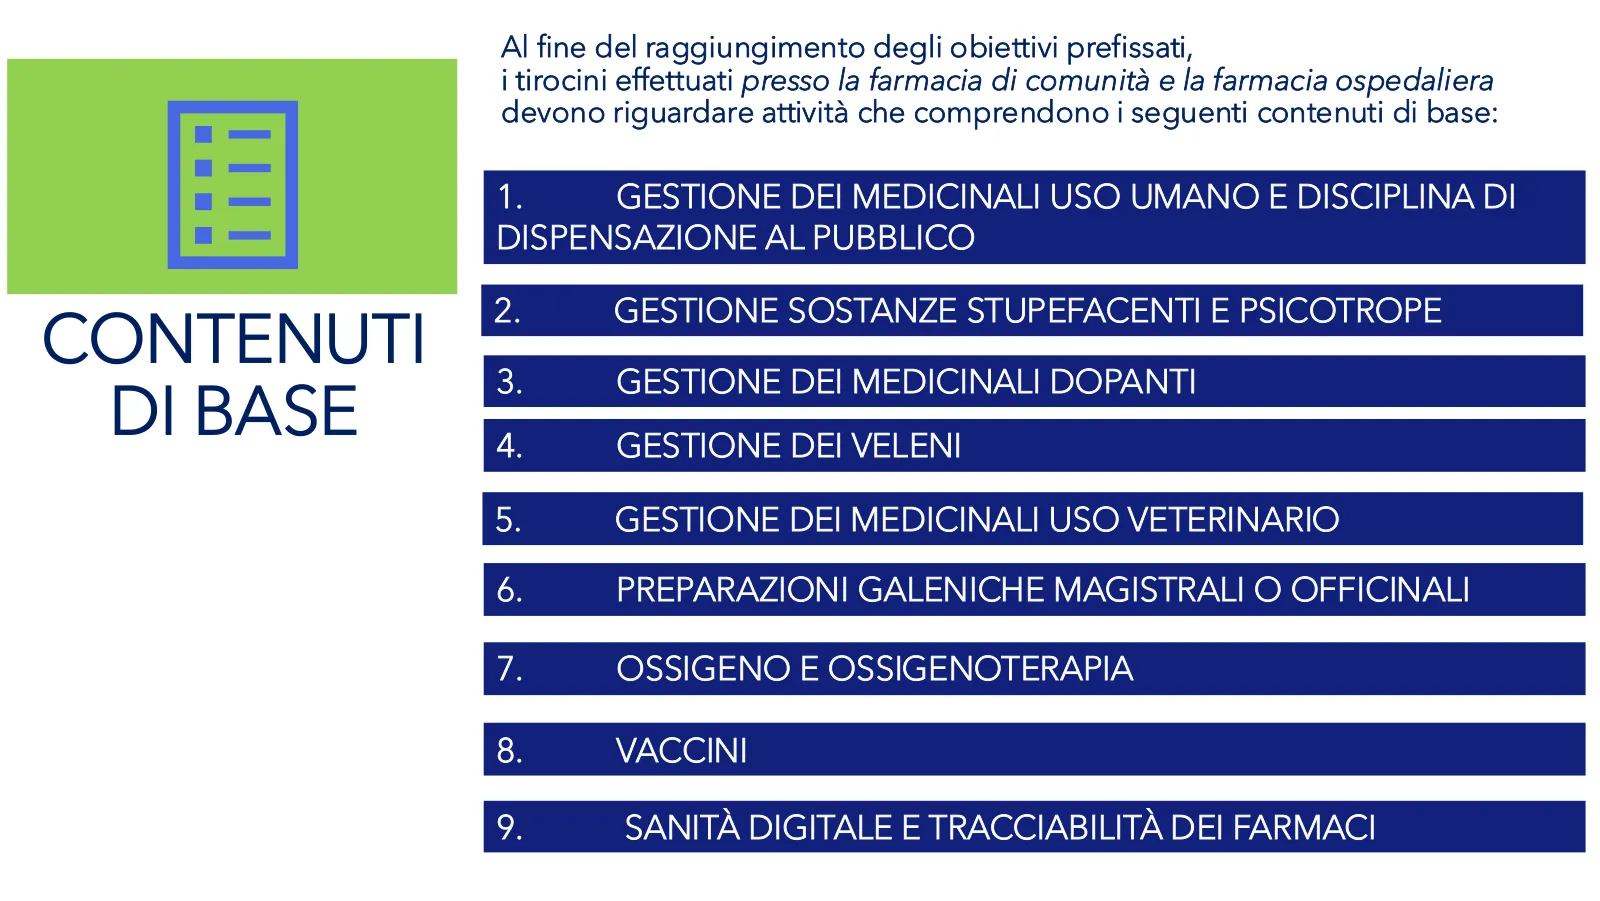 Al fine del raggiungimento degli obiettivi prefissati,
i tirocini effettuati presso la farmacia di comunità e la farmacia ospedaliera
devono riguardare attività che comprendono i seguenti contenuti di base:
CONTENUTI
DI BASE
1. GESTIONE DEI MEDICINALI USO UMANO E DISCIPLINA DI
DISPENSAZIONE AL PUBBLICO
2. GESTIONE SOSTANZE STUPEFACENTI E PSICOTROPE
3. GESTIONE DEI MEDICINALI DOPANTI
4. GESTIONE DEI VELENI
5. GESTIONE DEI MEDICINALI USO VETERINARIO
6. PREPARAZIONI GALENICHE MAGISTRALI O OFFICINALI
7. OSSIGENO E OSSIGENOTERAPIA
8. VACCINI
9. SANITÀ DIGITALE E TRACCIABILITÀ DEI FARMACI